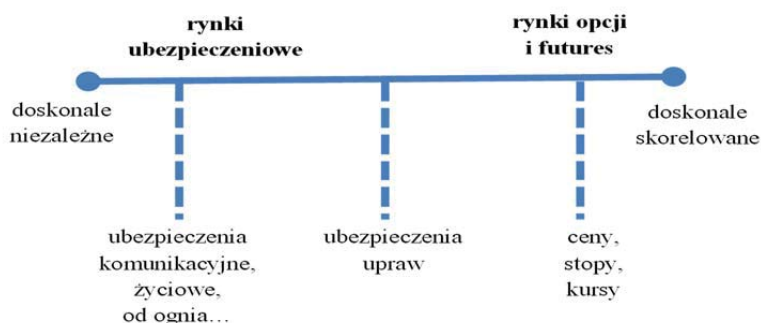 rynki
ubezpieczeniowe
rynki opcji
i futures
doskonale
niezależne
doskonale
skorelowane
ubezpieczenia
komunikacyjne,
życiowe,
od ognia…
ubezpieczenia
upraw
ceny,
stopy,
kursy